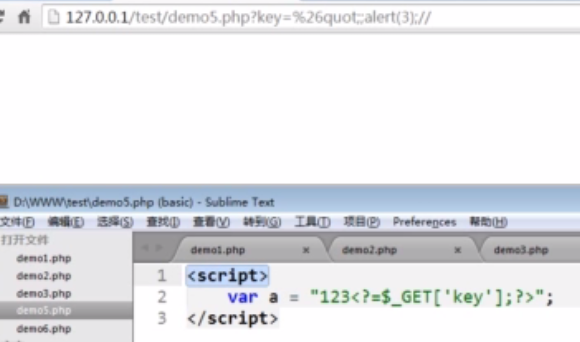 127.0.0.1/test/demo5.php?key=%26quot;;alert(3);//
D:\WWW\test\demo5.php (basic) - Sublime Text
文件(F) 编辑(E) 选择(S) 查找(I) 查看(V) 转到(G) 工具(T) 项目(P) Preferences 帮助(H)
打开文件
demo1.php
demo2.php
demo3.php
demo5.php
demo6.php
demo1.php × demo2.php × demo3.php
1 <script>
2 var a = "123<?=$_GET['key'];?>";
3 </script>